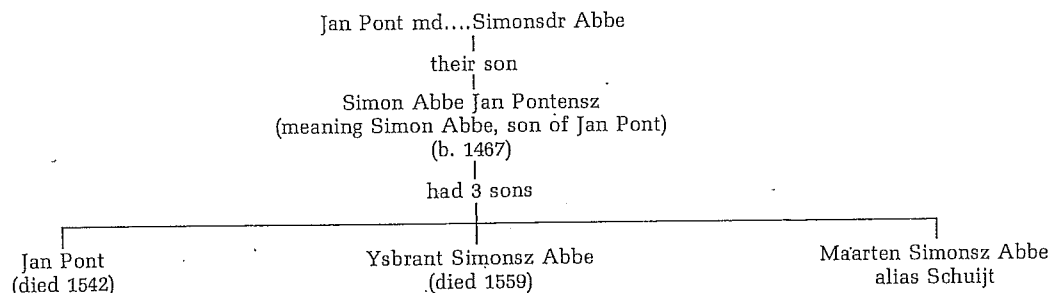 Jan Pont md....Simonsdr Abbe
their son
Simon Abbe Jan Pontensz
(meaning Simon Abbe, son of Jan Pont)
(b. 1467)
had 3 sons
Jan Pont
(died 1542)
Ysbrant Simonsz Abbe
(died 1559)
Maarten Simonsz Abbe
alias Schuijt